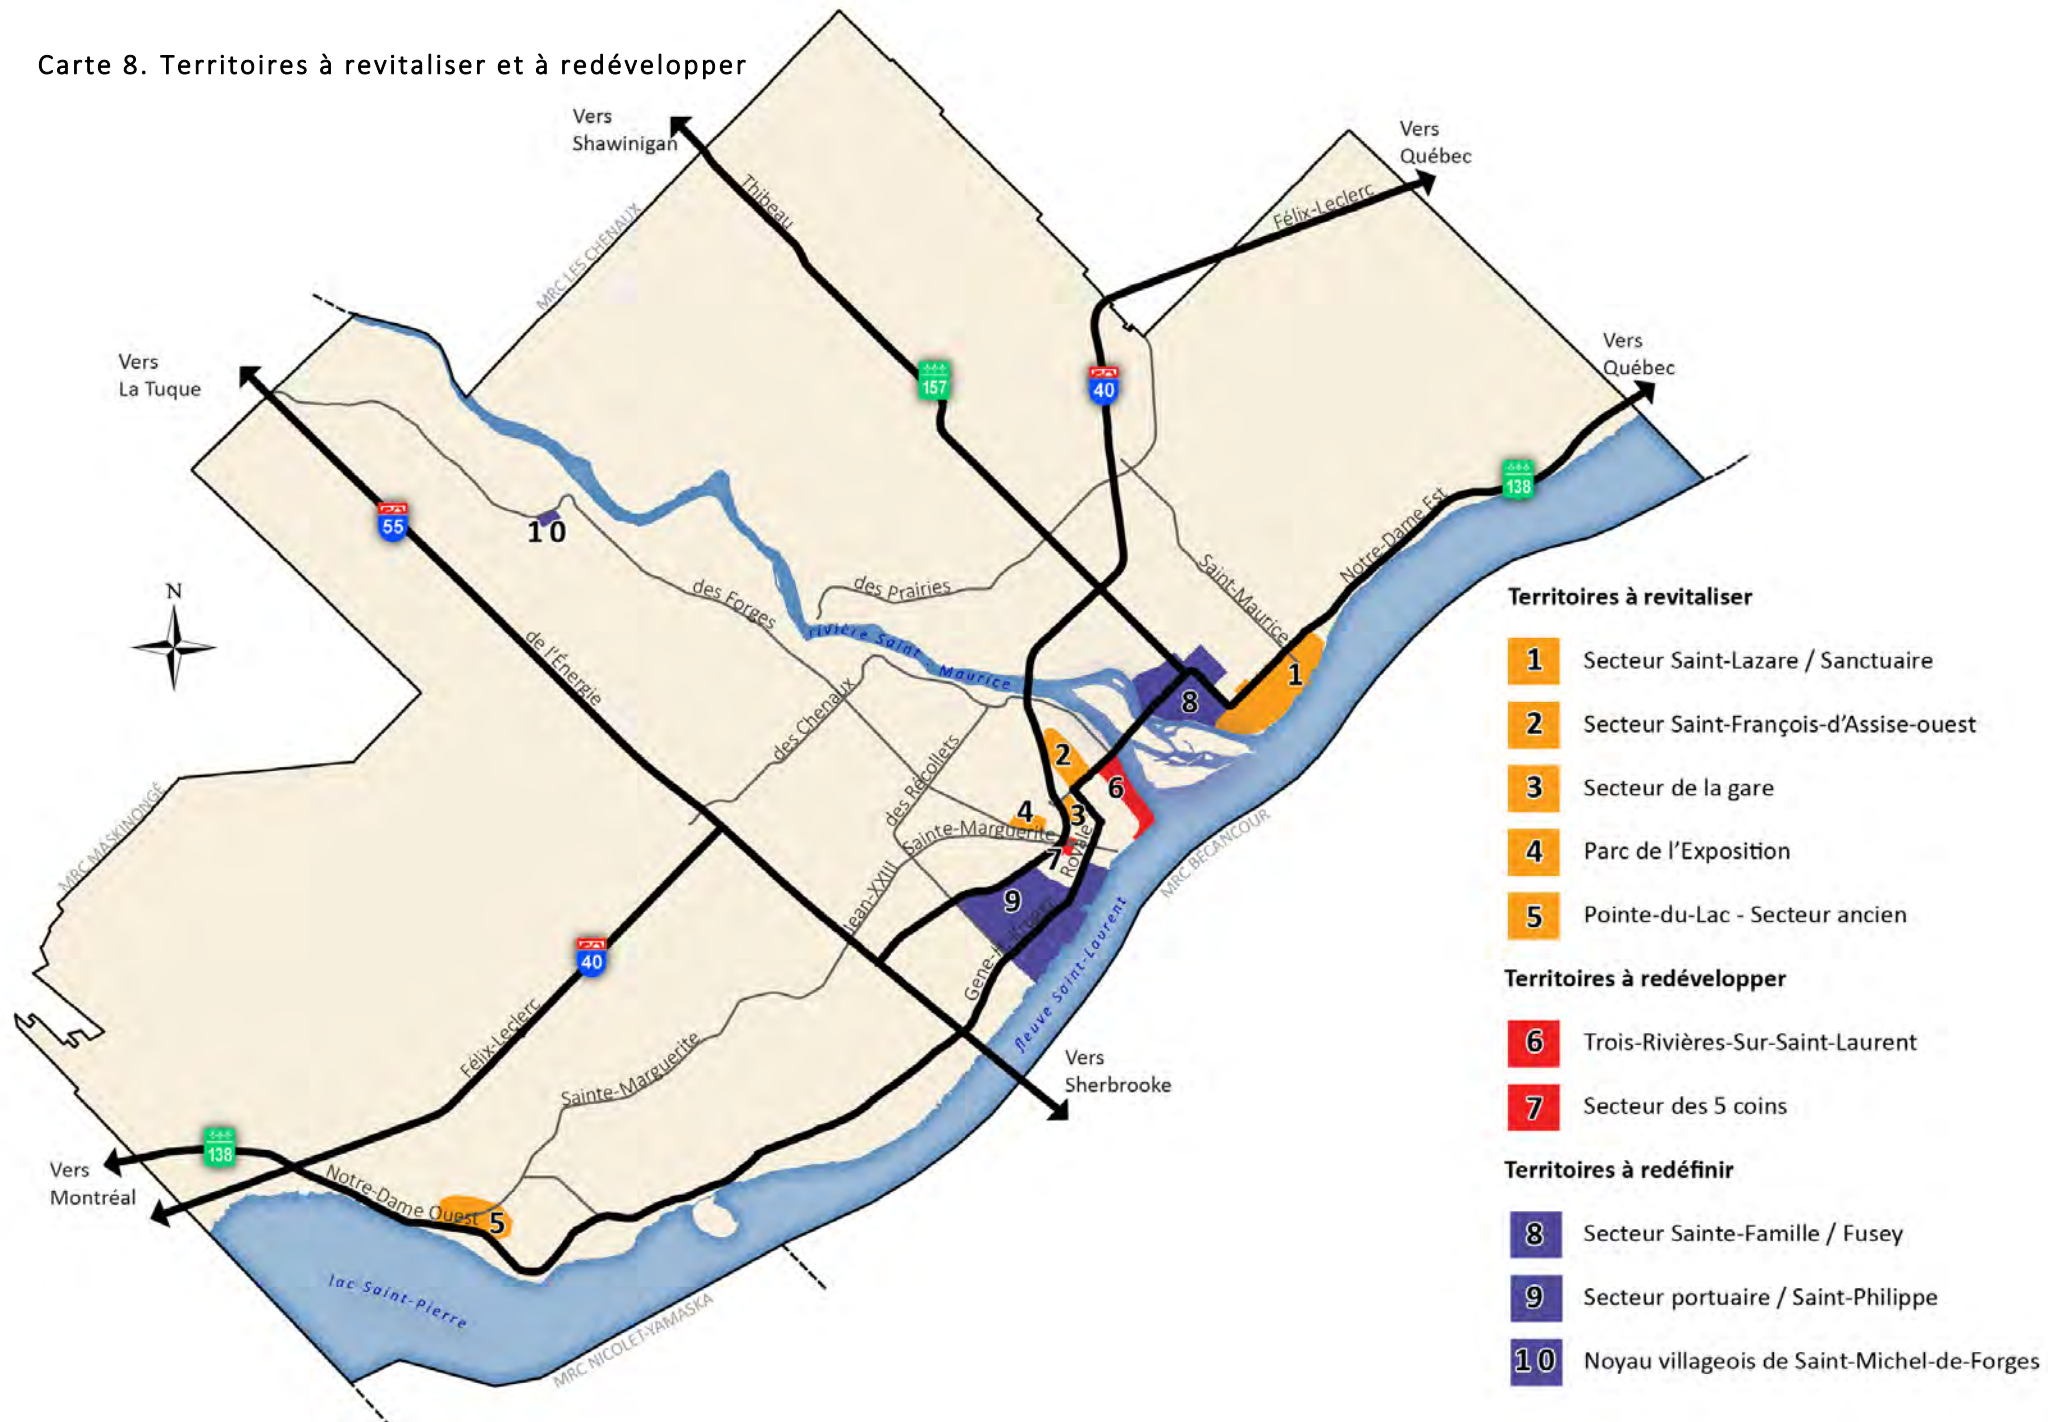 Carte 8. Territoires à revitaliser et à redévelopper
Vers
Shawinigan
Vers
Québec
Thibeau
Félix-Leclerc
MRC LES CHENAUX
Vers
La Tuque
Vers
Québec
157
40
138
55
10
N
Notre-Dame Est
Saint-Maurice
des Prairies
des Forges
rivière Saint-Maurice
de l'Énergie
des Chenaux
des Récollets
1
8
2
6
4
3
Sainte-Marguerite
7
Royale
9
MRC MASKINONGÉ
MRC BÉCANCOUR
Jean-XXIII
fleuve Saint-Laurent
40
Félix-Leclerc
Sainte-Marguerite
Vers
Sherbrooke
138
Vers
Montréal
Notre-Dame Ouest
5
lac Saint-Pierre
MRC NICOLET-YAMASKA
Territoires à revitaliser
1 Secteur Saint-Lazare / Sanctuaire
2 Secteur Saint-François-d'Assise-ouest
3 Secteur de la gare
4 Parc de l'Exposition
5 Pointe-du-Lac - Secteur ancien
Territoires à redévelopper
6 Trois-Rivières-Sur-Saint-Laurent
7 Secteur des 5 coins
Territoires à redéfinir
8 Secteur Sainte-Famille / Fusey
9 Secteur portuaire / Saint-Philippe
10 Noyau villageois de Saint-Michel-de-Forges